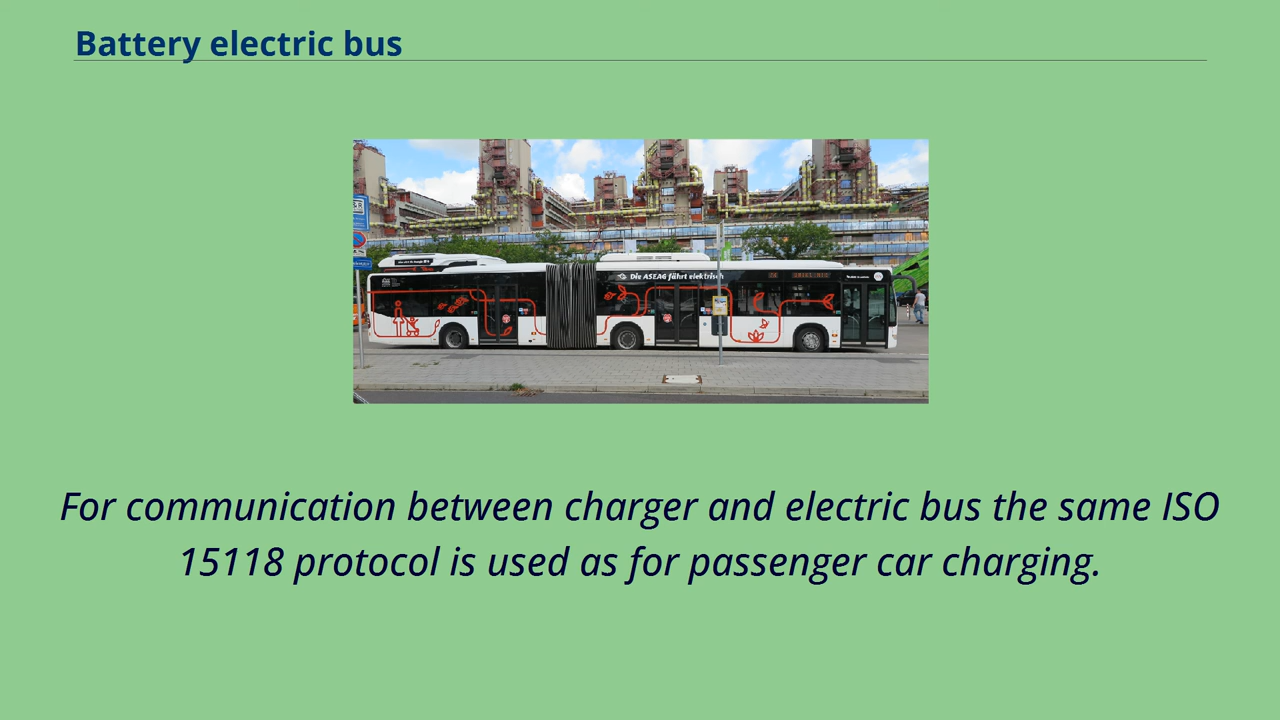 Battery electric bus
Die ASEAG fährt elektrisch
For communication between charger and electric bus the same ISO
15118 protocol is used as for passenger car charging.